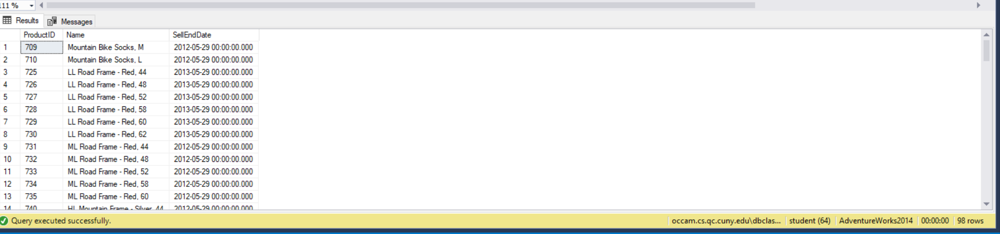 111 %
Results Messages
ProductID Name SellEndDate
1 709 Mountain Bike Socks, M 2012-05-29 00:00:00.000
2 710 Mountain Bike Socks, L 2012-05-29 00:00:00.000
3 725 LL Road Frame - Red, 44 2013-05-29 00:00:00.000
4 726 LL Road Frame - Red, 48 2013-05-29 00:00:00.000
5 727 LL Road Frame - Red, 52 2013-05-29 00:00:00.000
6 728 LL Road Frame - Red, 58 2013-05-29 00:00:00.000
7 729 LL Road Frame - Red, 60 2013-05-29 00:00:00.000
8 730 LL Road Frame - Red, 62 2013-05-29 00:00:00.000
9 731 ML Road Frame - Red, 44 2012-05-29 00:00:00.000
10 732 ML Road Frame - Red, 48 2012-05-29 00:00:00.000
11 733 ML Road Frame - Red, 52 2012-05-29 00:00:00.000
12 734 ML Road Frame - Red, 58 2012-05-29 00:00:00.000
13 735 ML Road Frame - Red, 60 2012-05-29 00:00:00.000
14 740 HL Mountain Frame - Silver, 44 2012-05-29 00:00:00.000
Query executed successfully. occam.cs.qc.cuny.edu\dbclas... student (64) AdventureWorks2014 00:00:00 98 rows